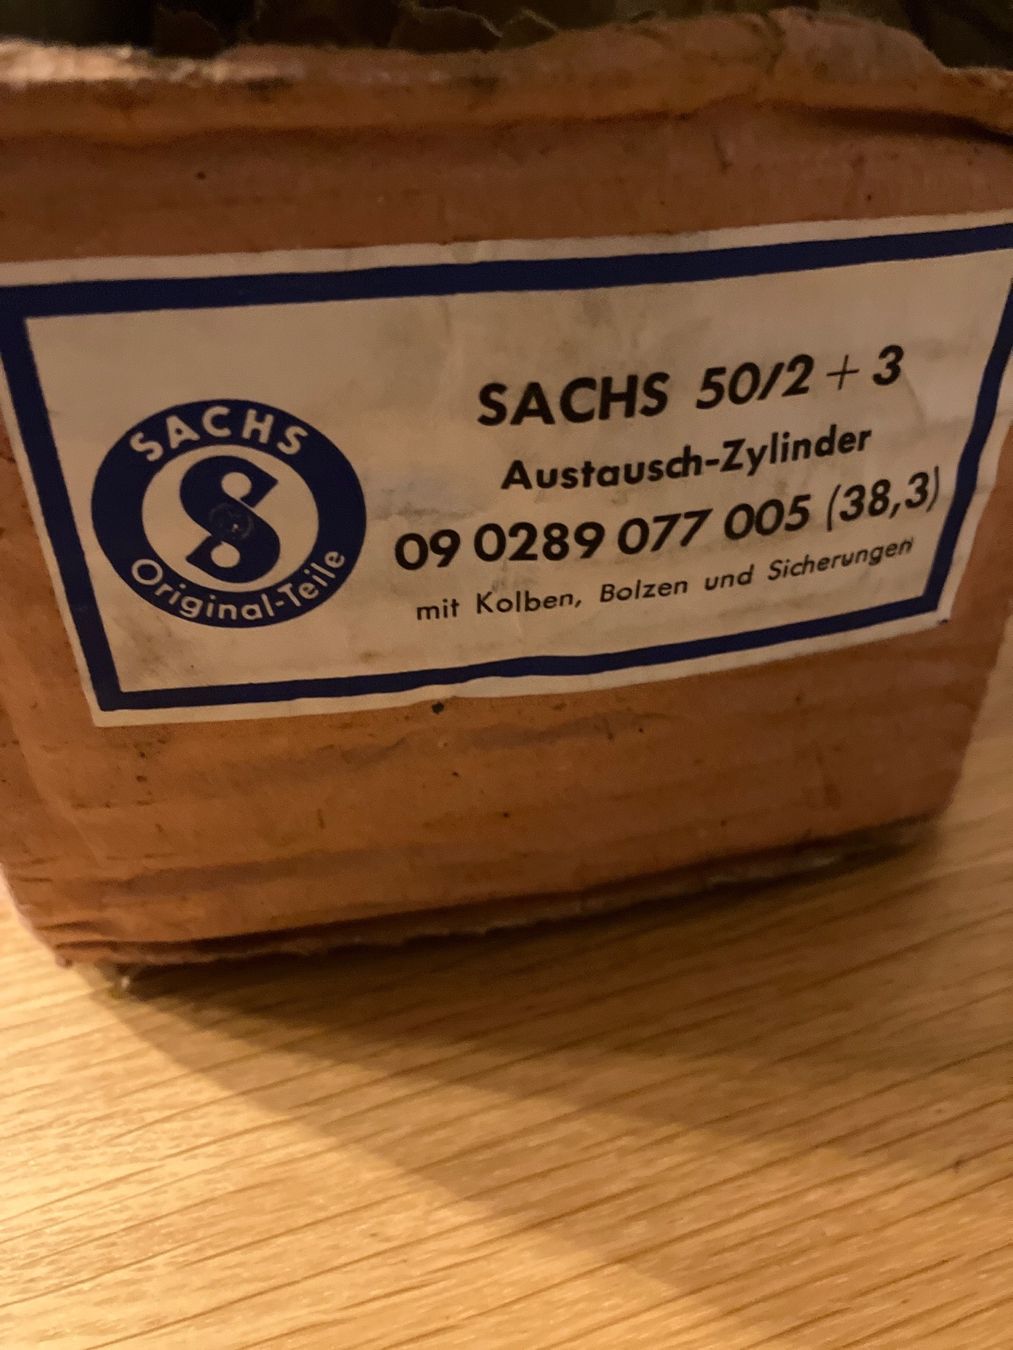 SACHS
Original-Teile
SACHS 50/2 + 3
Austausch-Zylinder
09 0289 077 005 (38,3)
mit Kolben, Bolzen und Sicherungen